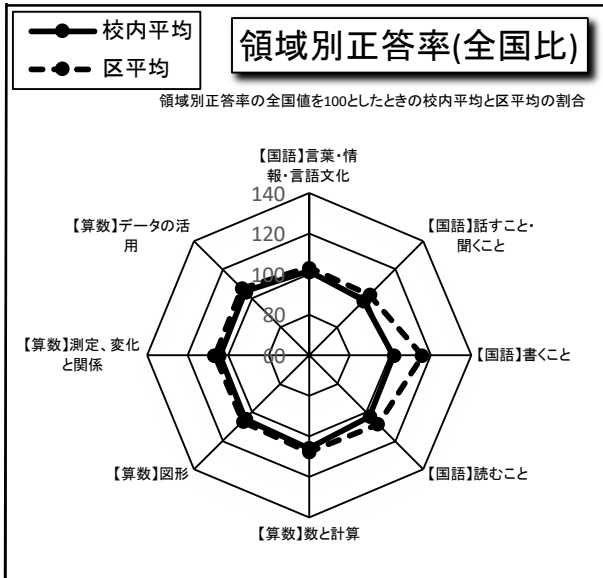 校内平均
区平均
領域別正答率(全国比)
領域別正答率の全国値を100としたときの校内平均と区平均の割合
【国語】言葉・情
報・言語文化
【国語】話すこと・
聞くこと
【国語】書くこと
【国語】読むこと
【算数】数と計算
【算数】図形
【算数】測定、変化
と関係
【算数】データの活
用
140
120
100
80
60